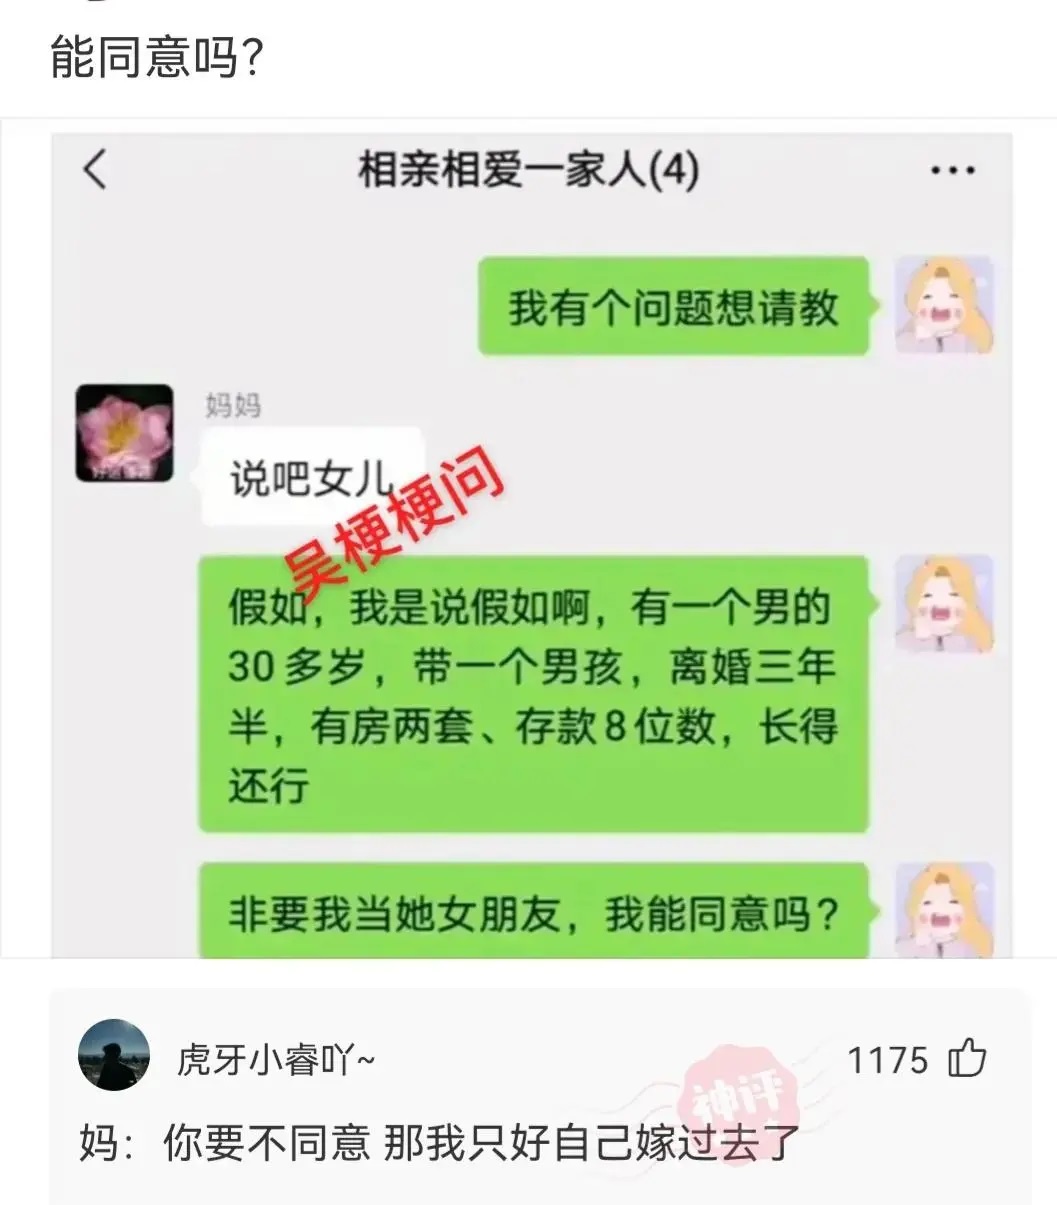 能同意吗？
相亲相爱一家人(4)
我有个问题想请教
妈妈
说吧女儿
吴梗梗问
假如，我是说假如啊，有一个男的
30多岁，带一个男孩，离婚三年
半，有房两套、存款8位数，长得
还行
非要我当她女朋友，我能同意吗？
虎牙小睿吖~
1175
神评
妈：你要不同意 那我只好自己嫁过去了